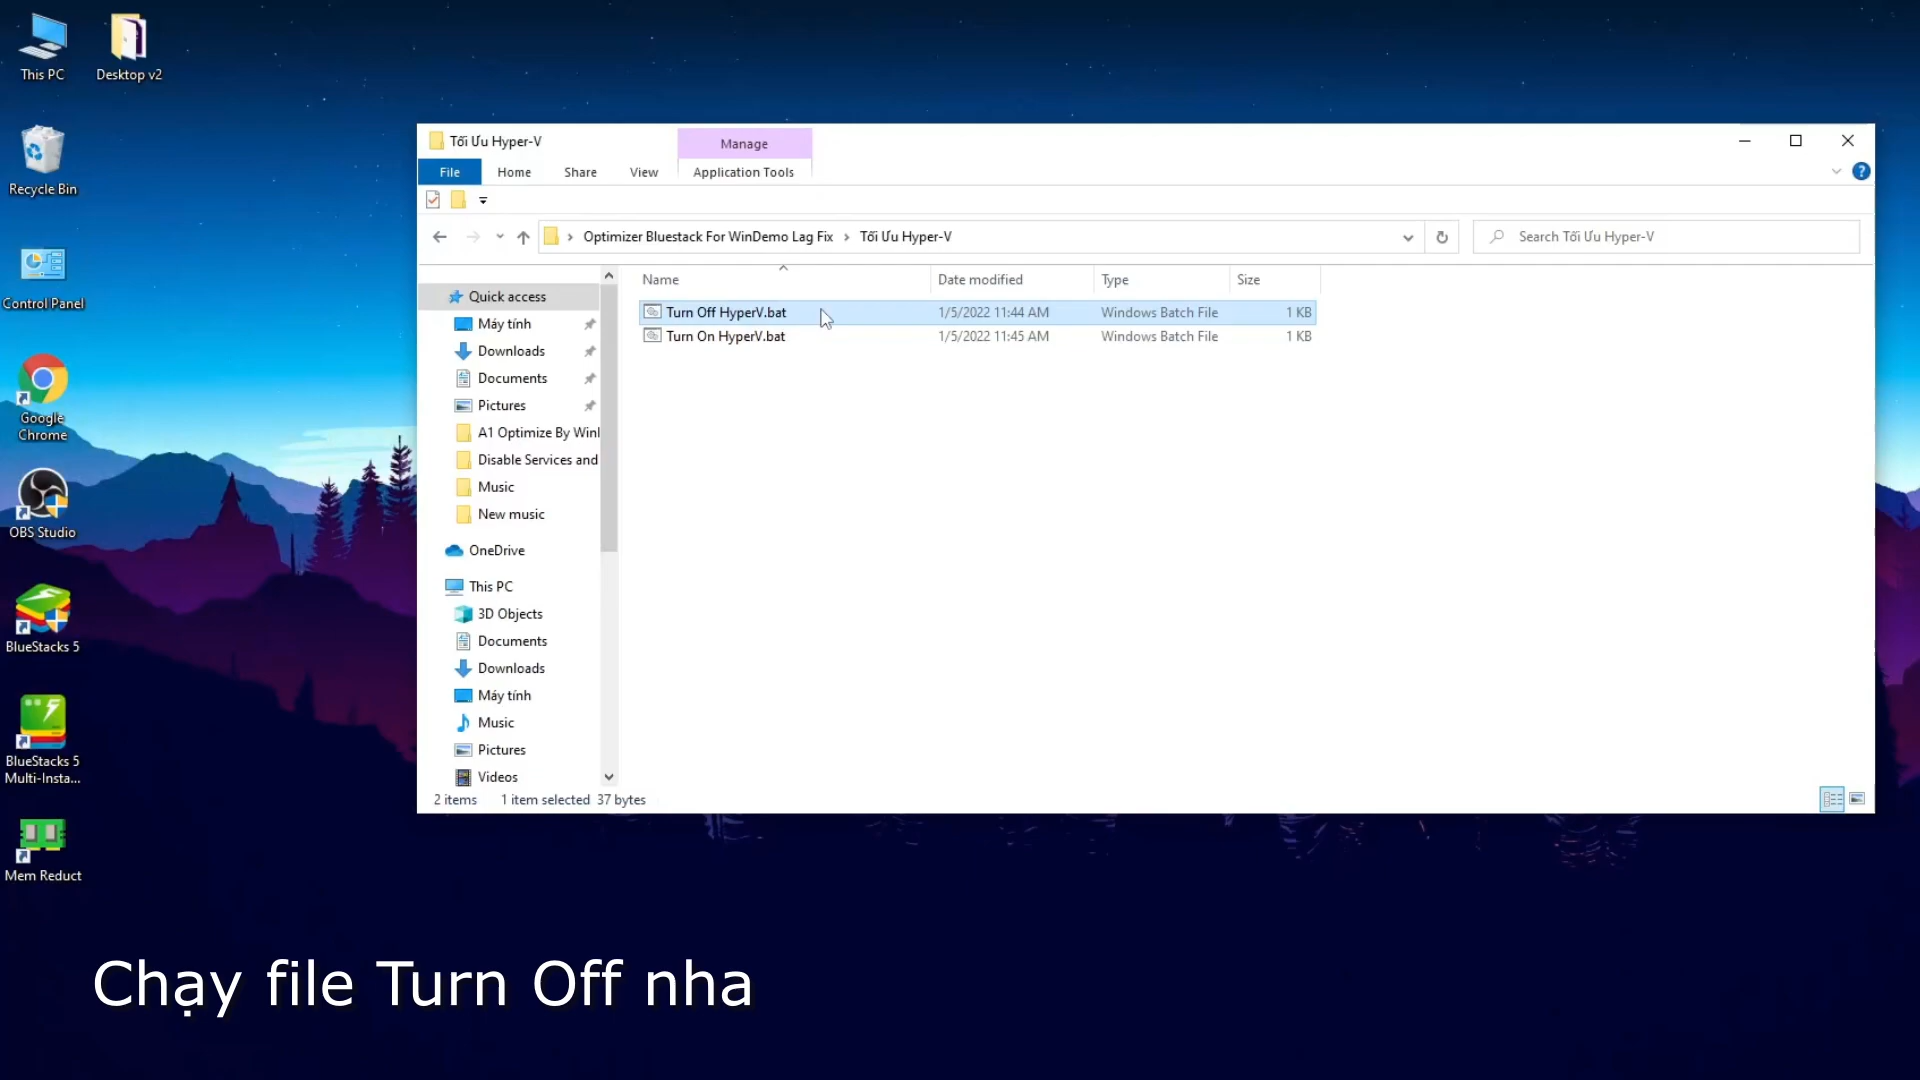 This PC
Desktop v2
Recycle Bin
Control Panel
Google
Chrome
OBS Studio
BlueStacks 5
BlueStacks 5
Multi-Insta...
Mem Reduct
Tối Ưu Hyper-V
Manage
File
Home
Share
View
Application Tools
Optimizer Bluestack For WinDemo Lag Fix
Tối Ưu Hyper-V
Search Tối Ưu Hyper-V
Name
Date modified
Type
Size
Turn Off HyperV.bat 1/5/2022 11:44 AM Windows Batch File 1 KB
Turn On HyperV.bat 1/5/2022 11:45 AM Windows Batch File 1 KB
Quick access
Máy tính
Downloads
Documents
Pictures
A1 Optimize By
Disable Services and
Music
New music
OneDrive
This PC
3D Objects
Documents
Downloads
Máy tính
Music
Pictures
Videos
2 items 1 item selected 37 bytes
Chạy file Turn Off nha